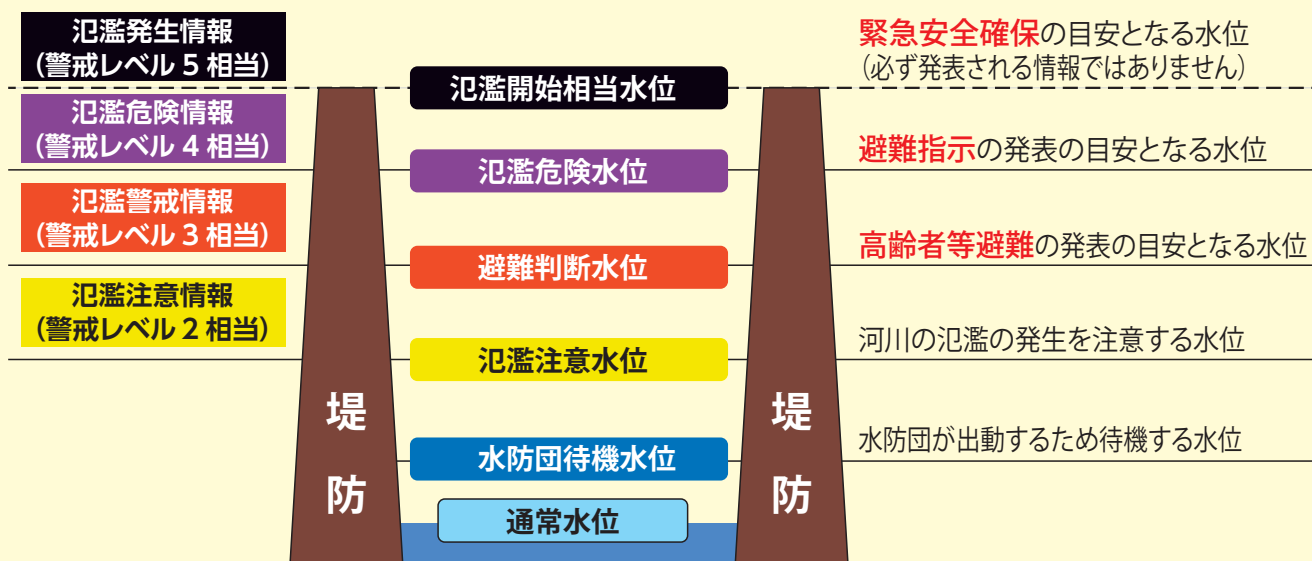 氾濫発生情報
(警戒レベル5相当)
氾濫開始相当水位
緊急安全確保の目安となる水位
(必ず発表される情報ではありません)
氾濫危険情報
(警戒レベル4相当)
氾濫危険水位
避難指示の発表の目安となる水位
氾濫警戒情報
(警戒レベル3相当)
避難判断水位
高齢者等避難の発表の目安となる水位
氾濫注意情報
(警戒レベル2相当)
氾濫注意水位
河川の氾濫の発生を注意する水位
水防団待機水位
水防団が出動するため待機する水位
通常水位
堤防
堤防